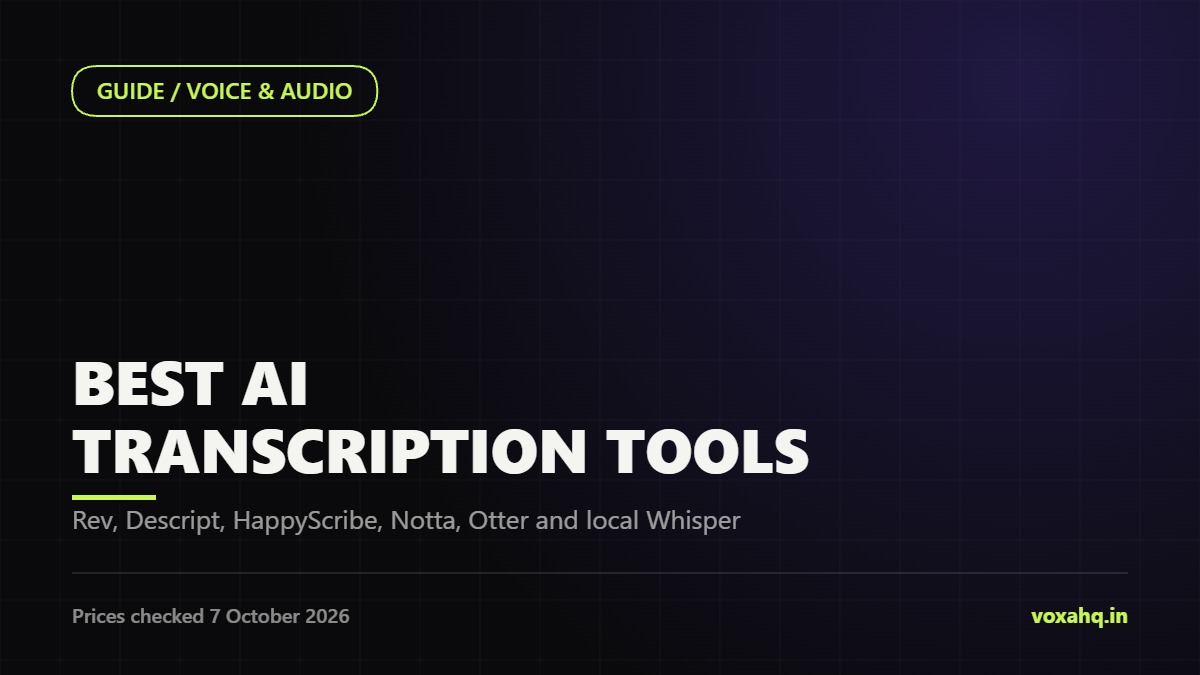 GUIDE / VOICE & AUDIO
BEST AI
TRANSCRIPTION TOOLS
Rev, Descript, HappyScribe, Notta, Otter and local Whisper
Prices checked 7 October 2026
voxahq.in